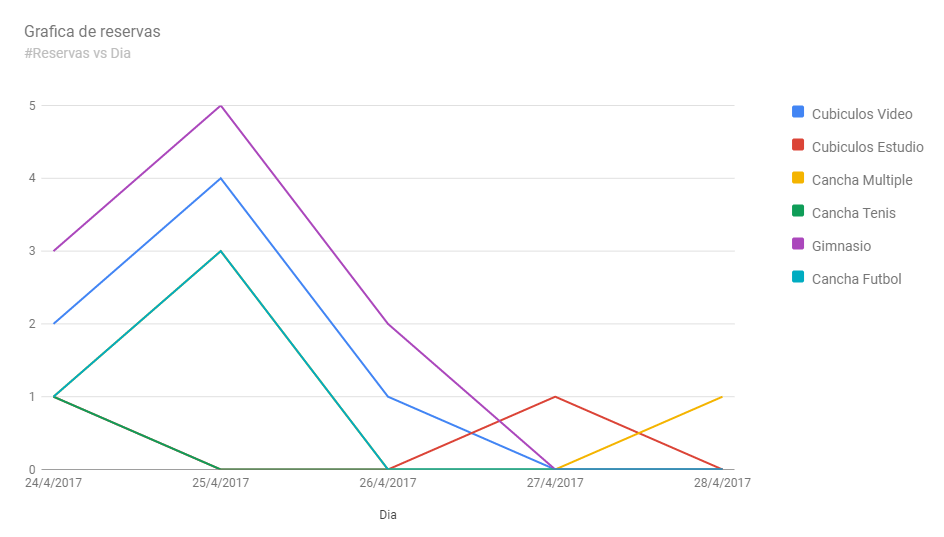 Grafica de reservas
#Reservas vs Dia
5
4
3
2
1
0
24/4/2017 25/4/2017 26/4/2017 27/4/2017 28/4/2017
Dia
Cubiculos Video
Cubiculos Estudio
Cancha Multiple
Cancha Tenis
Gimnasio
Cancha Futbol